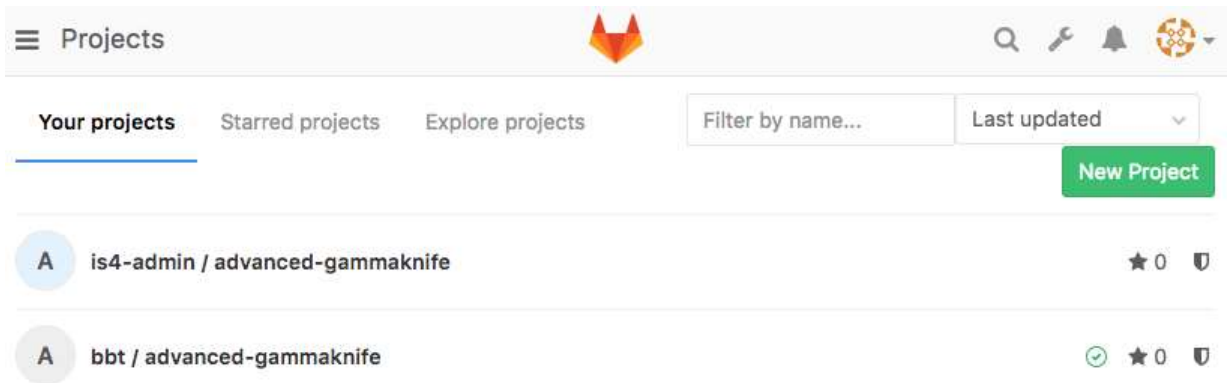 Projects
Your projects Starred projects Explore projects Filter by name... Last updated
New Project
A is4-admin / advanced-gammaknife 0
A bbt / advanced-gammaknife 0